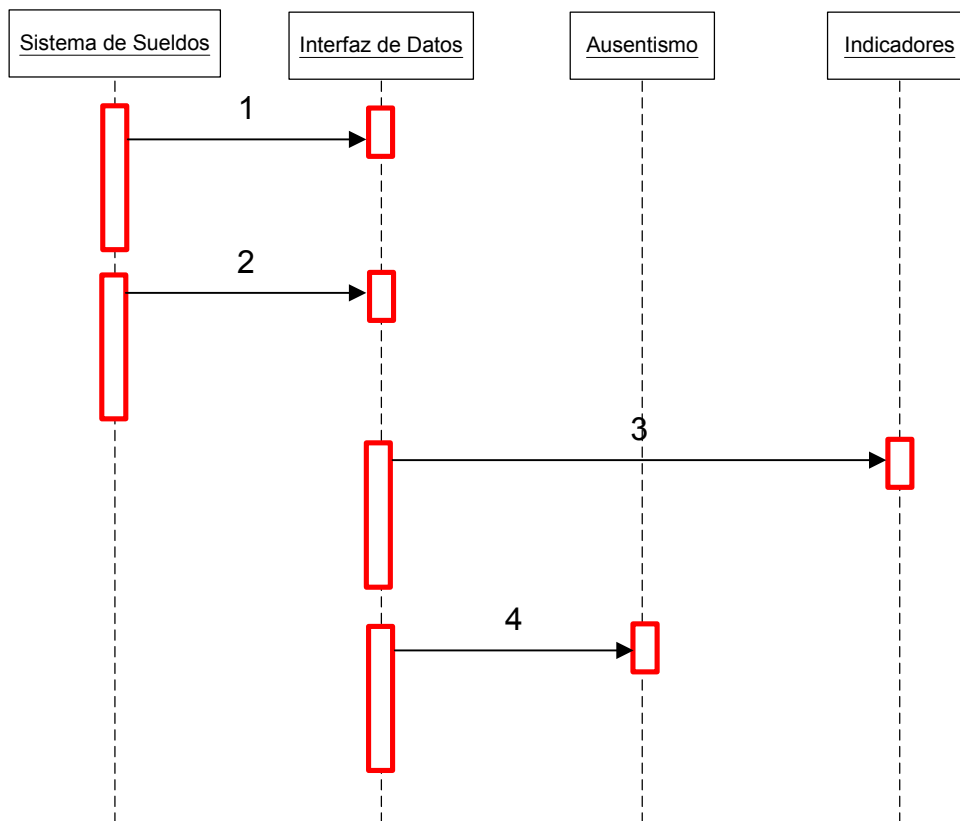 Sistema de Sueldos
Interfaz de Datos
Ausentismo
Indicadores
1
2
3
4